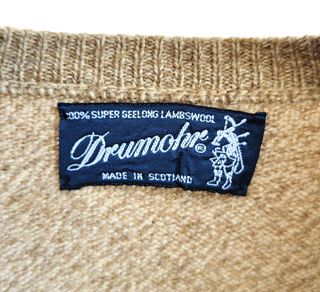 100% SUPER GEELONG LAMBSWOOL
Drumohr®
MADE IN SCOTLAND